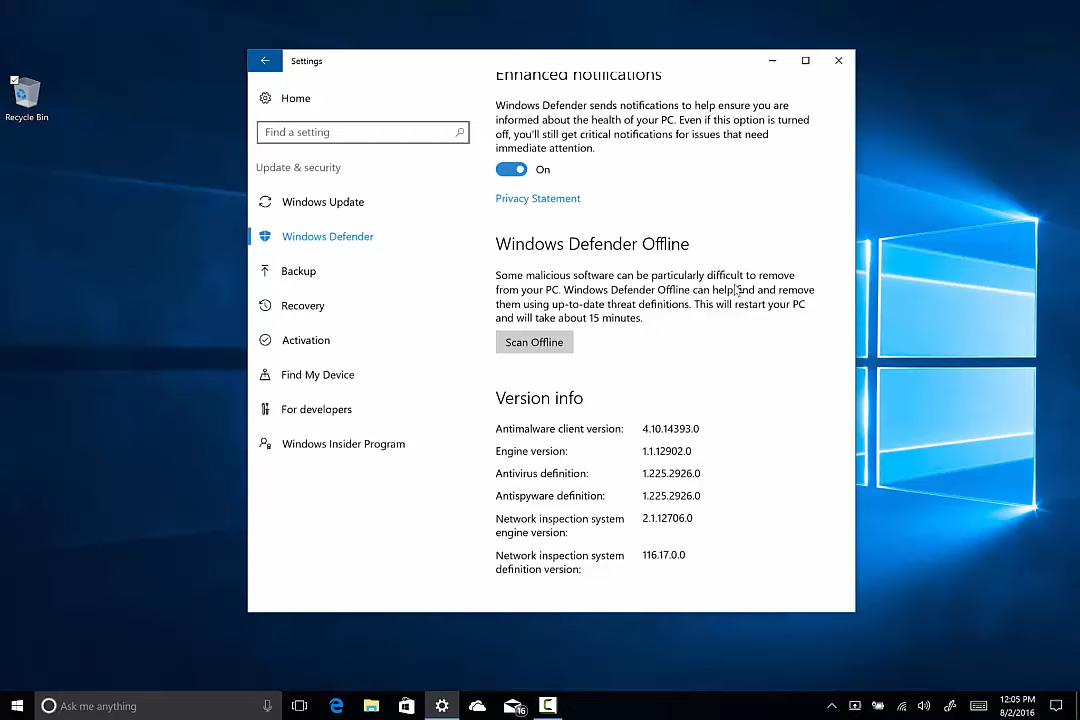 Settings
Home
Find a setting
Update & security
Windows Update
Windows Defender
Backup
Recovery
Activation
Find My Device
For developers
Windows Insider Program
Enhanced notifications
Windows Defender sends notifications to help ensure you are
informed about the health of your PC. Even if this option is turned
off, you'll still get critical notifications for issues that need
immediate attention.
On
Privacy Statement
Windows Defender Offline
Some malicious software can be particularly difficult to remove
from your PC. Windows Defender Offline can help find and remove
them using up-to-date threat definitions. This will restart your PC
and will take about 15 minutes.
Scan Offline
Version info
Antimalware client version: 4.10.14393.0
Engine version: 1.1.12902.0
Antivirus definition: 1.225.2926.0
Antispyware definition: 1.225.2926.0
Network inspection system 2.1.12706.0
engine version:
Network inspection system 116.17.0.0
definition version:
Recycle Bin
Ask me anything
16
12:05 PM
8/2/2016